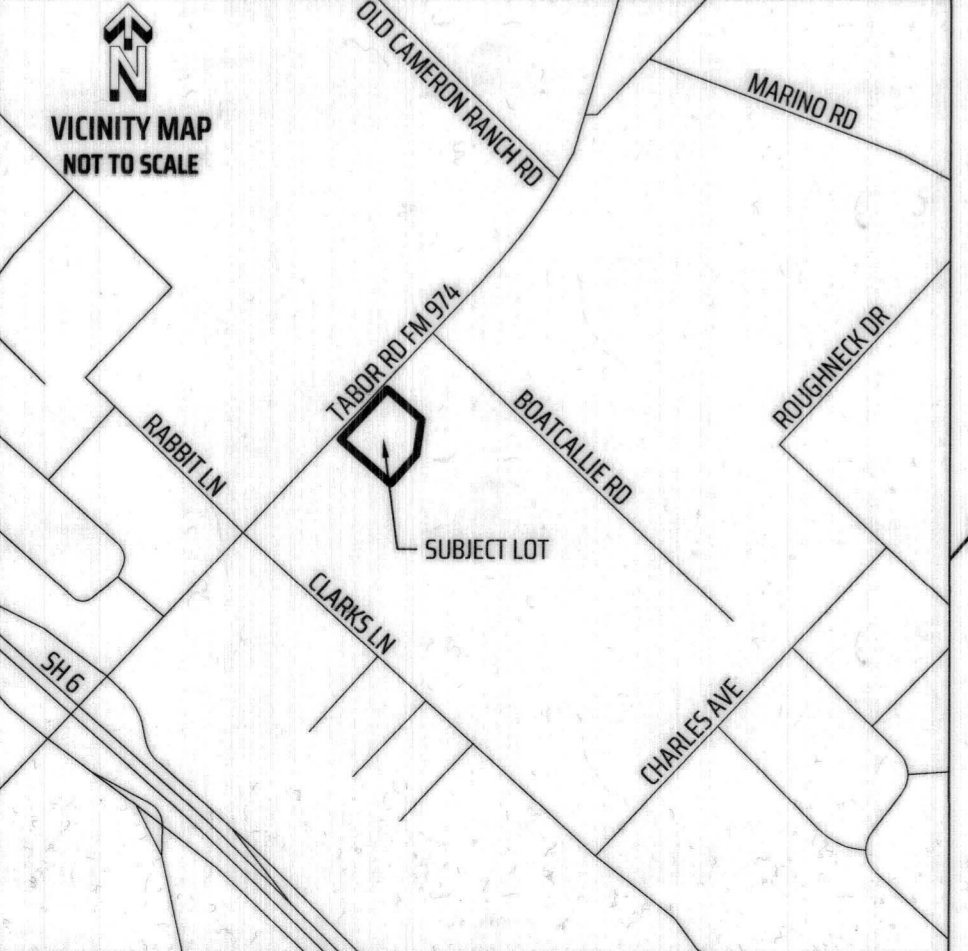 OLD CAMERON RANCH RD
N
VICINITY MAP
NOT TO SCALE
MARINO RD
TABOR RD FM 974
ROUGHNECK DR
RABBIT LN
BOATCALLIE RD
SUBJECT LOT
CLARKS LN
SH 6
CHARLES AVE